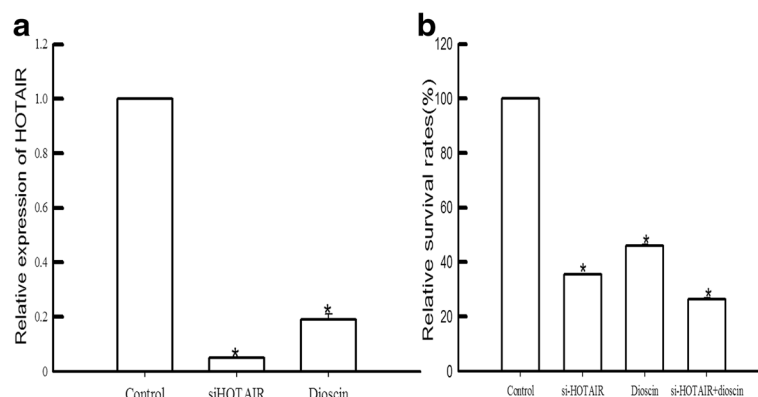 a
Relative expression of HOTAIR
1.2
1.0
0.8
0.6
0.4
0.2
0
*
*
Control
siHOTAIR
Dioscin
b
Relative survival rates(%)
120
100
80
60
40
20
0
*
*
*
Control
si-HOTAIR
Dioscin
si-HOTAIR+dioscin